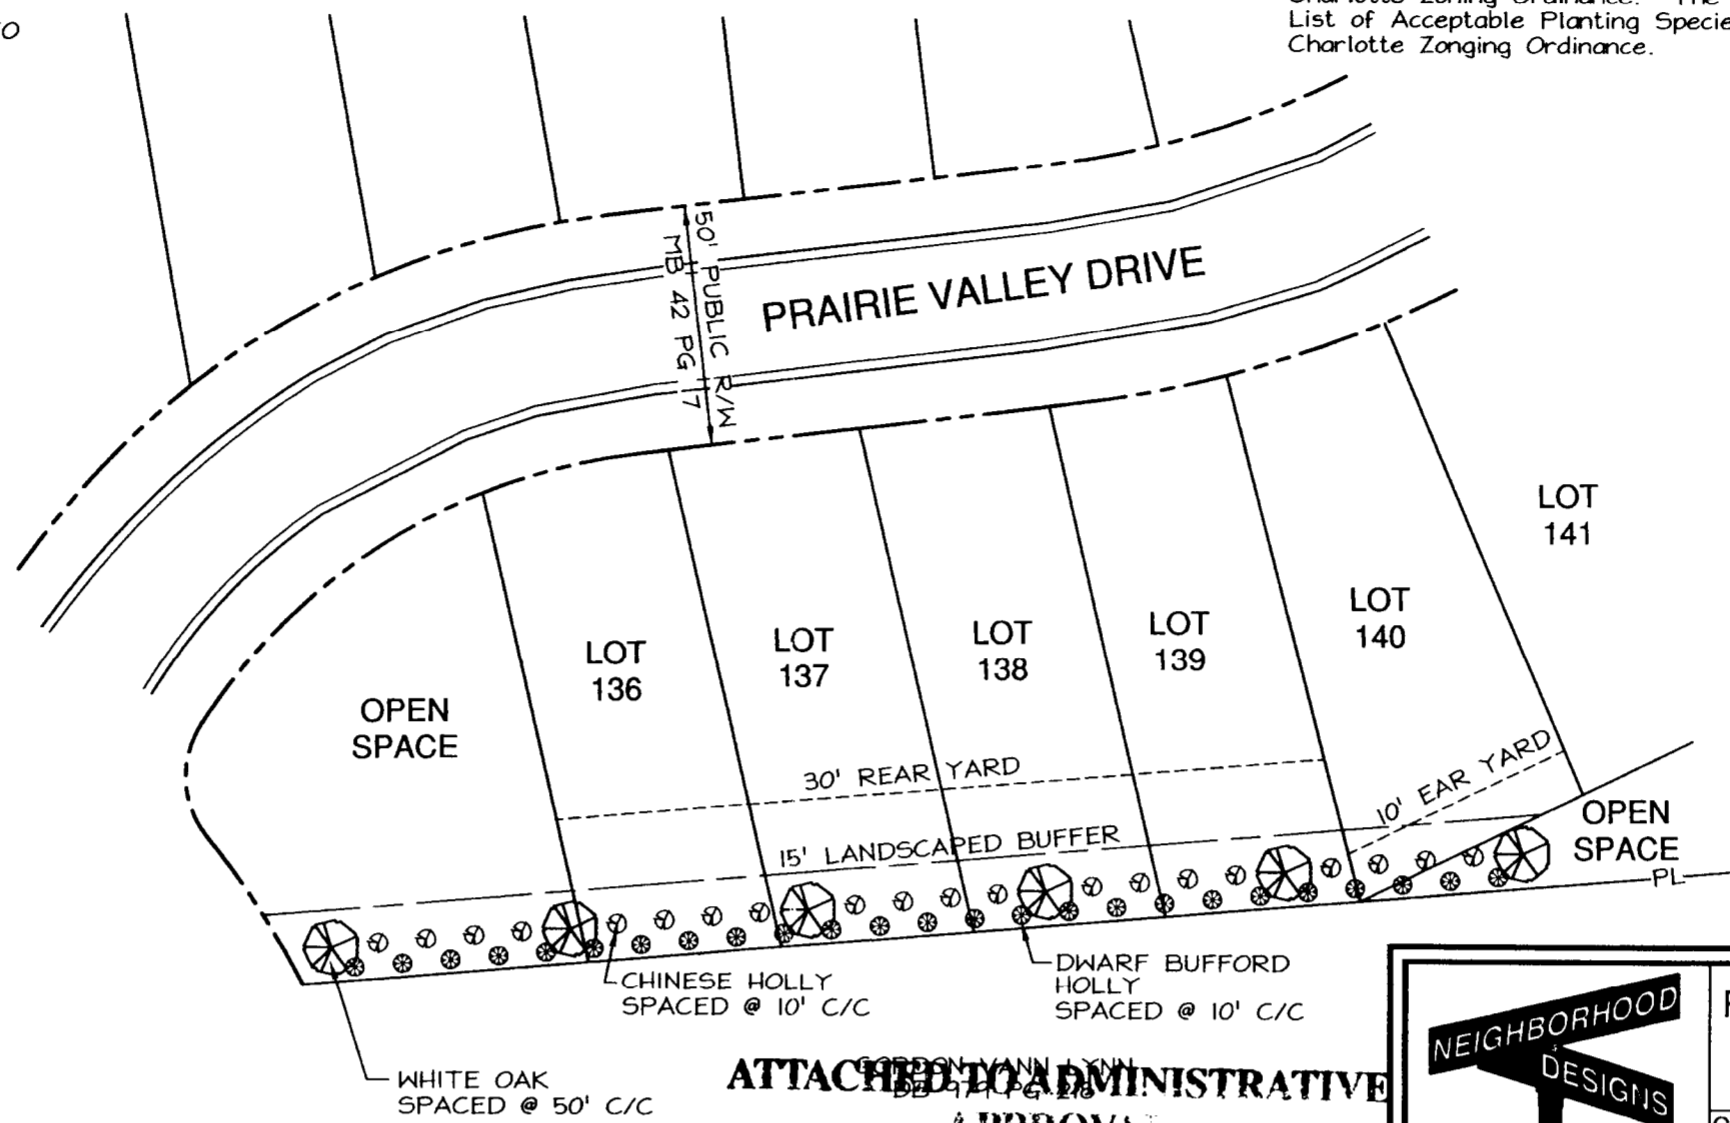 List of Acceptable Planting Specie
Charlotte Zonging Ordinance.
50' PUBLIC R/W
MB 42 PG 17
PRAIRIE VALLEY DRIVE
LOT
141
LOT
140
LOT
139
LOT
138
LOT
137
LOT
136
OPEN
SPACE
30' REAR YARD
10' EAR YARD
15' LANDSCAPED BUFFER
OPEN
SPACE
PL
CHINESE HOLLY
SPACED @ 10' C/C
DWARF BUFFORD
HOLLY
SPACED @ 10' C/C
WHITE OAK
SPACED @ 50' C/C
GORDON VANN LYNN
ATTACHED TO ADMINISTRATIVE
NEIGHBORHOOD
DESIGNS